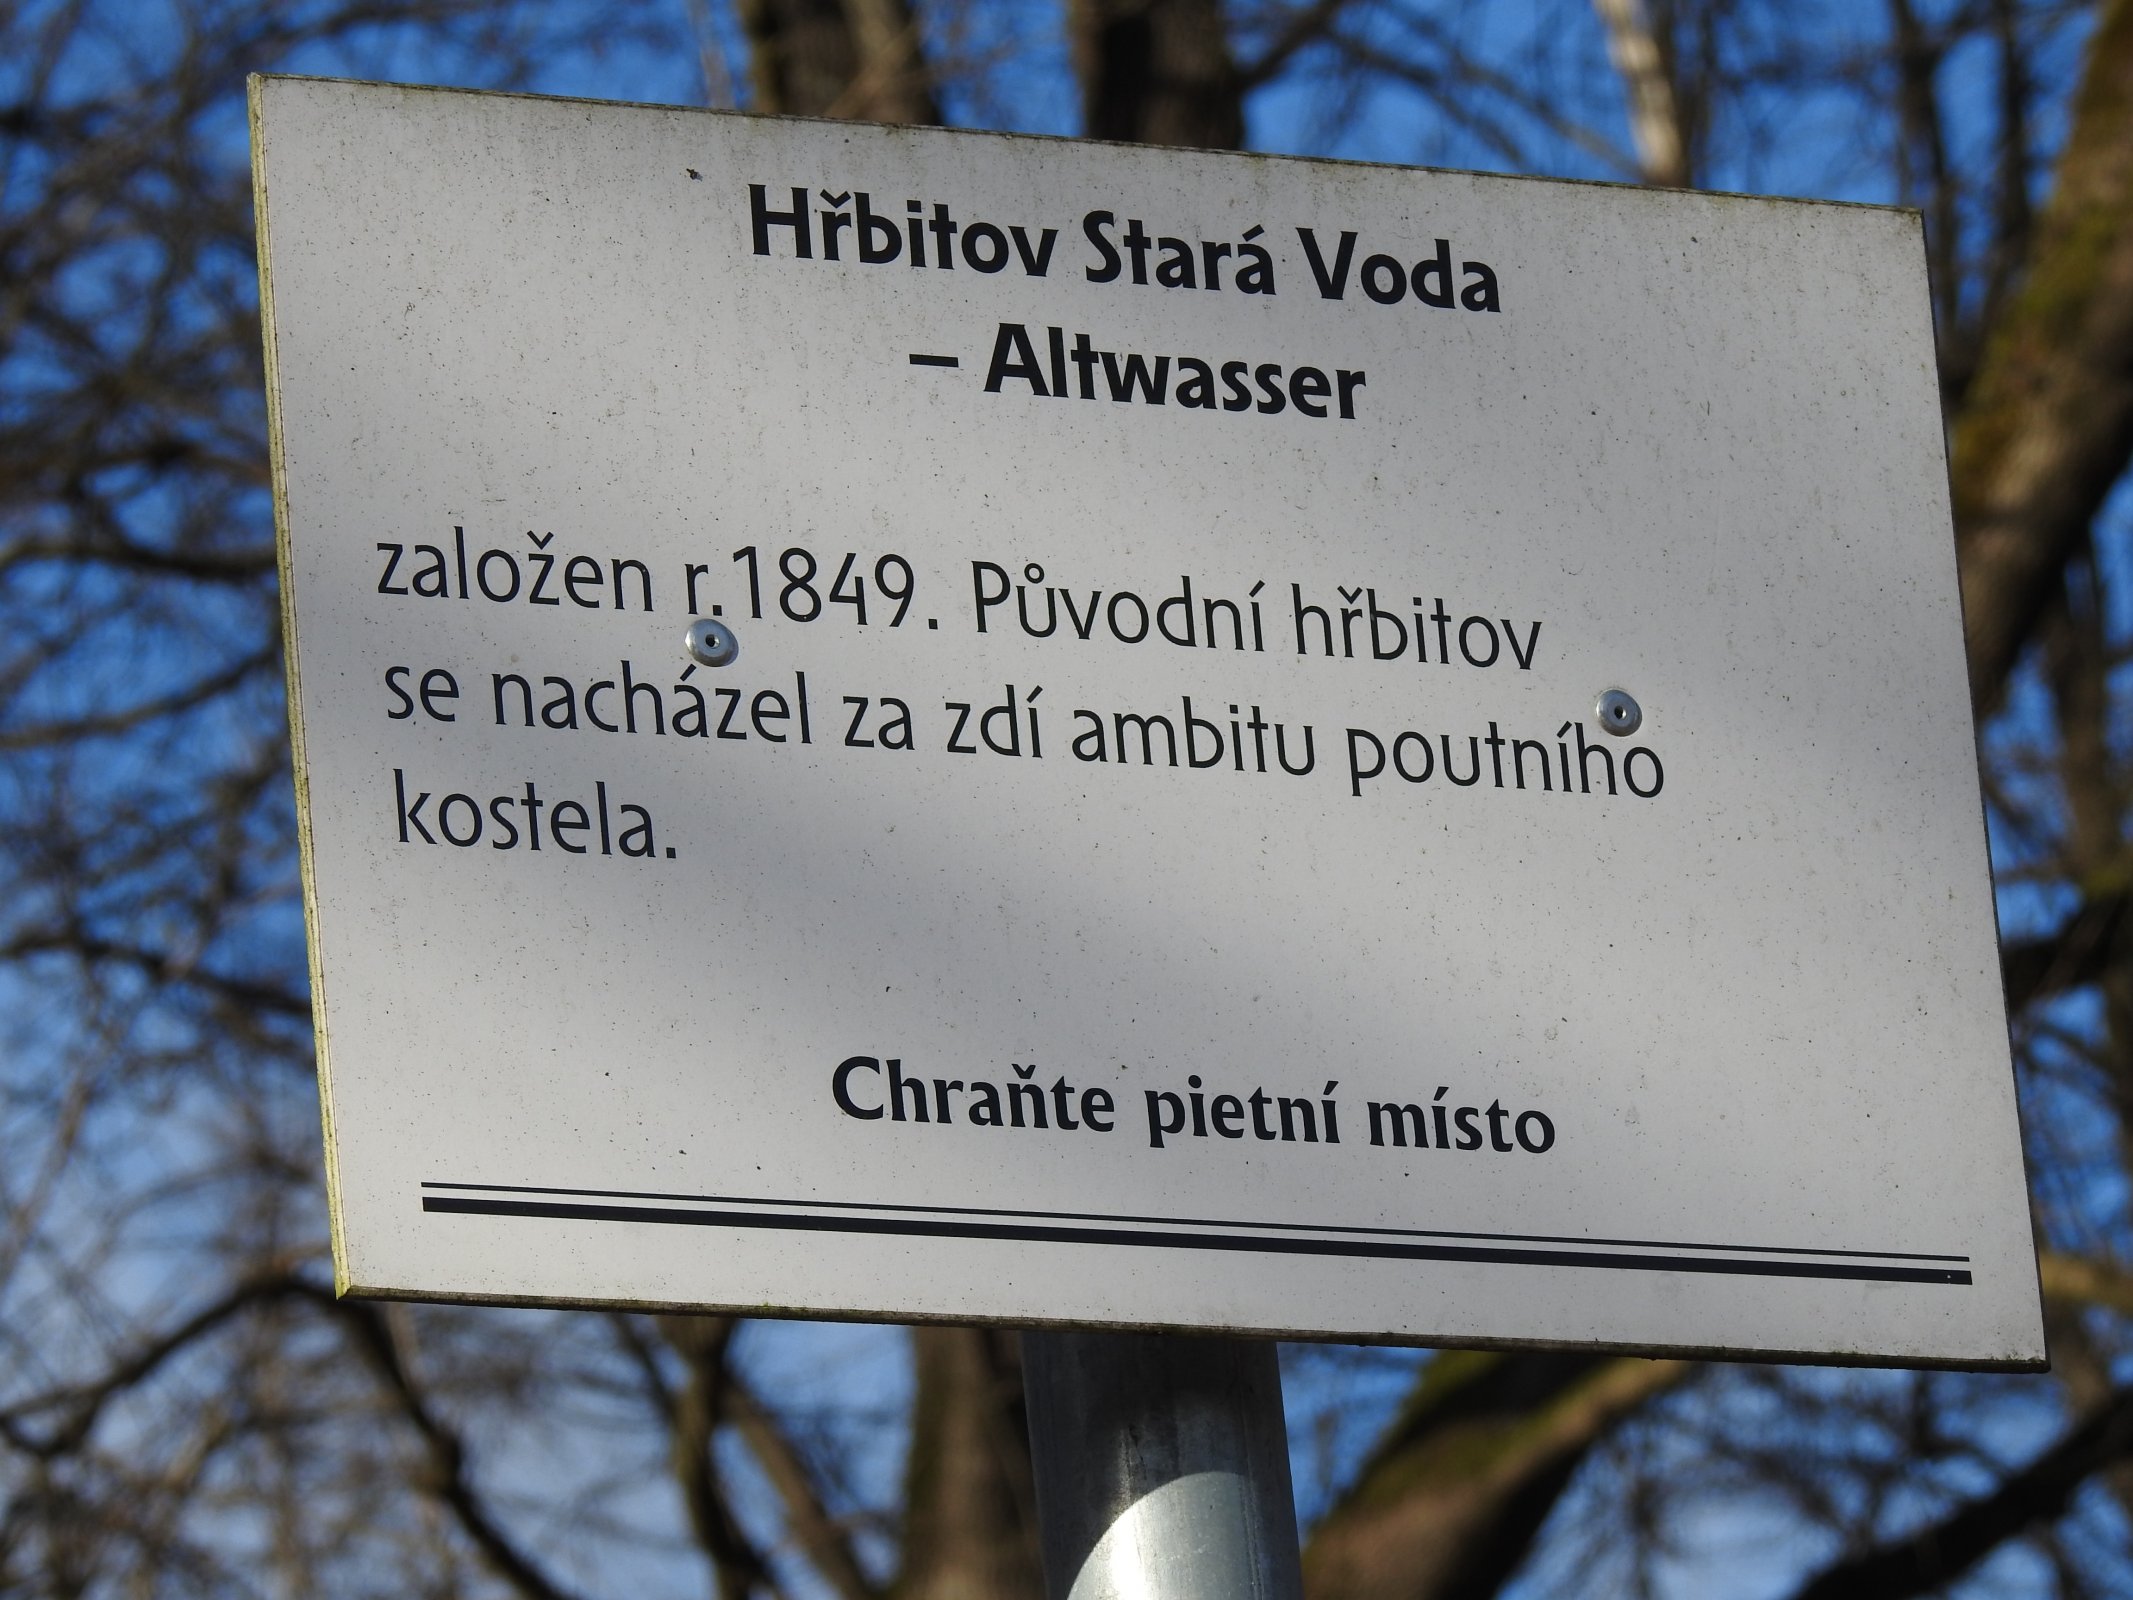 Hřbitov Stará Voda
– Altwasser
založen r.1849. Původní hřbitov
se nacházel za zdí ambitu poutního
kostela.
Chraňte pietní místo